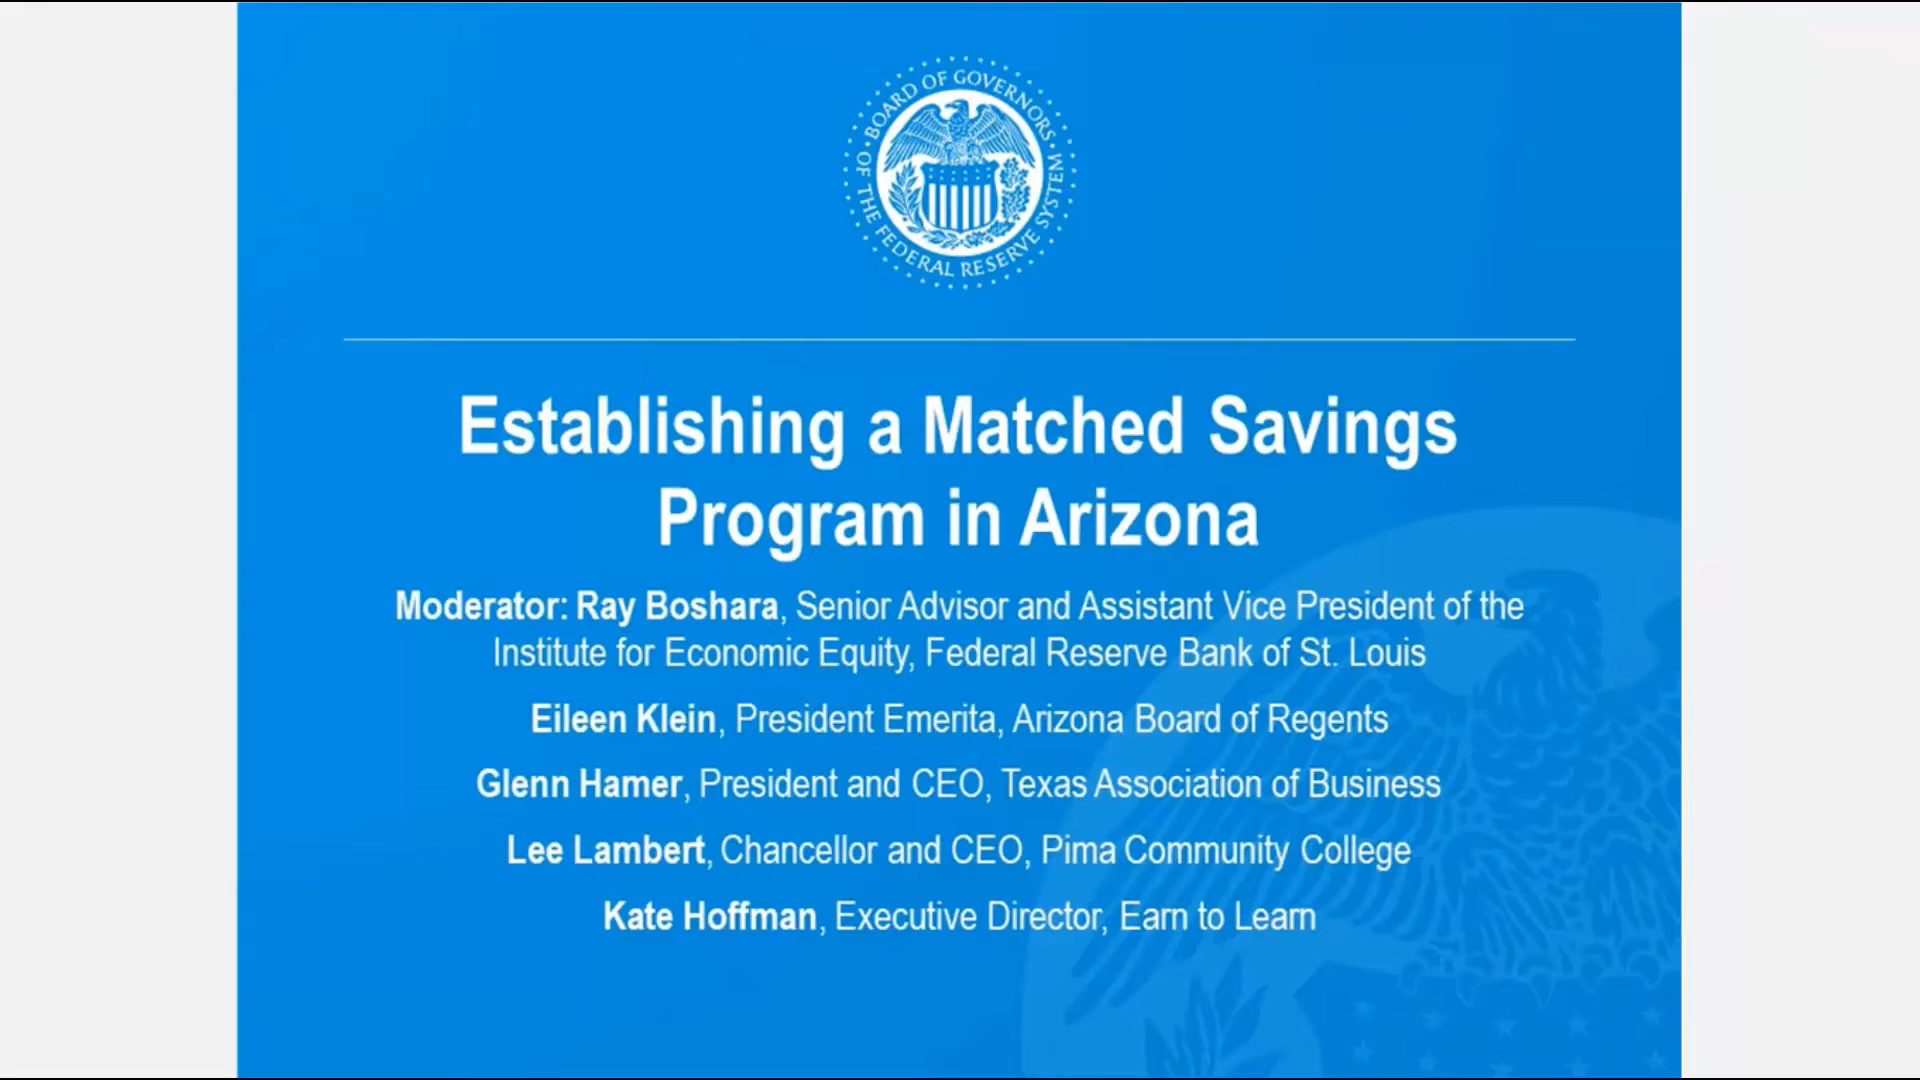 BOARD OF GOVERNORS
OF THE FEDERAL RESERVE SYSTEM
Establishing a Matched Savings
Program in Arizona
Moderator: Ray Boshara, Senior Advisor and Assistant Vice President of the
Institute for Economic Equity, Federal Reserve Bank of St. Louis
Eileen Klein, President Emerita, Arizona Board of Regents
Glenn Hamer, President and CEO, Texas Association of Business
Lee Lambert, Chancellor and CEO, Pima Community College
Kate Hoffman, Executive Director, Earn to Learn